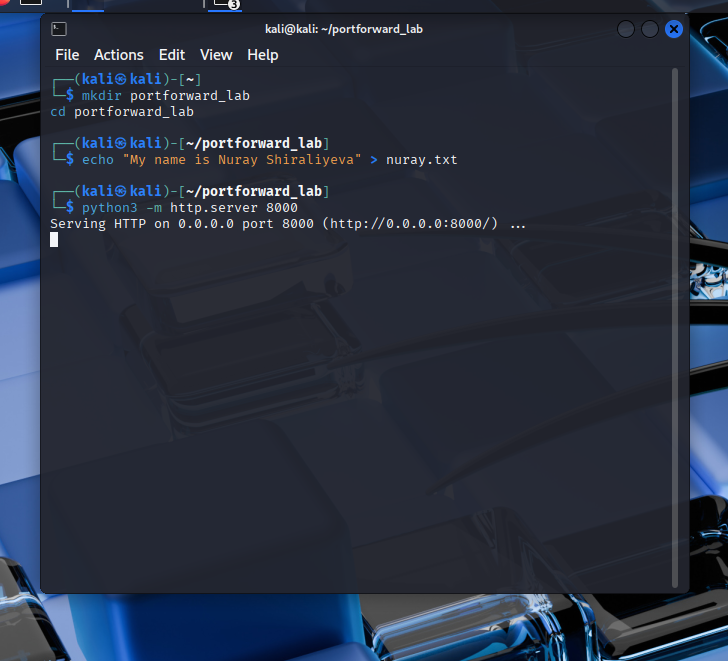 3
kali@kali: ~/portforward_lab
File Actions Edit View Help
┌──(kali㉿kali)-[~]
└─$ mkdir portforward_lab
cd portforward_lab
┌──(kali㉿kali)-[~/portforward_lab]
└─$ echo "My name is Nuray Shiraliyeva" > nuray.txt
┌──(kali㉿kali)-[~/portforward_lab]
└─$ python3 -m http.server 8000
Serving HTTP on 0.0.0.0 port 8000 (http://0.0.0.0:8000/) ...